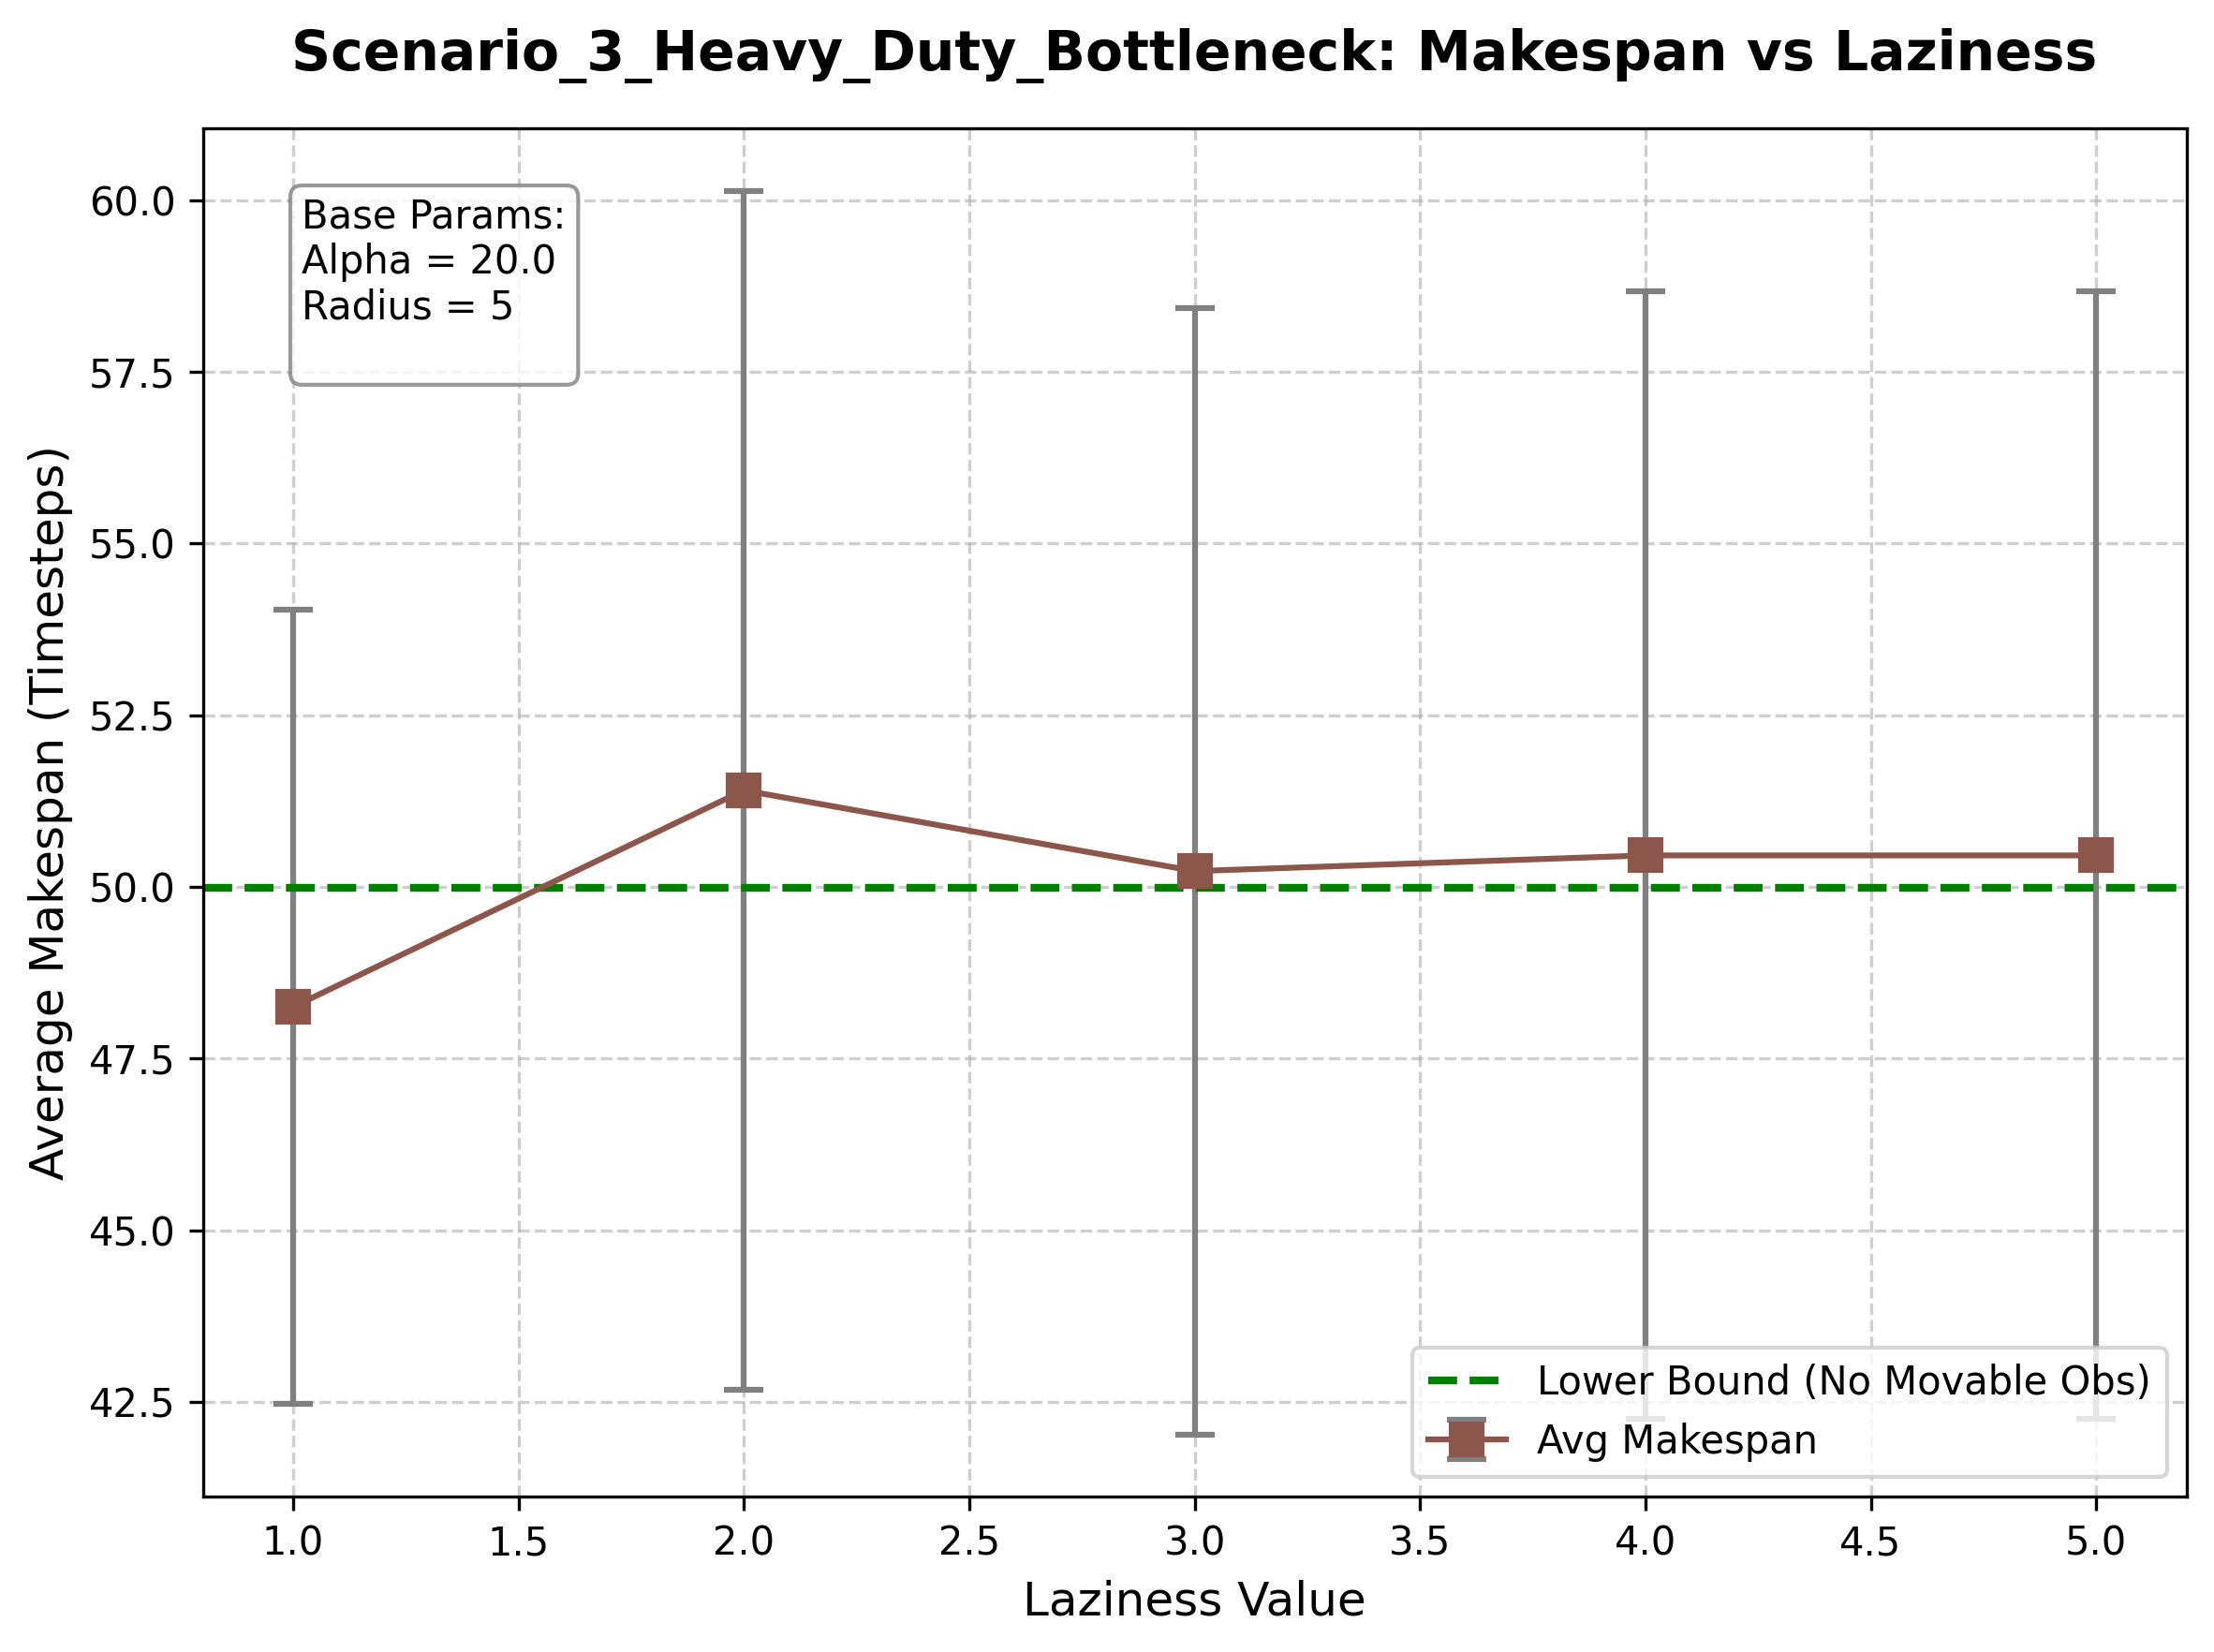 Scenario_3_Heavy_Duty_Bottleneck: Makespan vs Laziness
Base Params:
Alpha = 20.0
Radius = 5
Average Makespan (Timesteps)
60.0
57.5
55.0
52.5
50.0
47.5
45.0
42.5
Lower Bound (No Movable Obs)
Avg Makespan
1.0 1.5 2.0 2.5 3.0 3.5 4.0 4.5 5.0
Laziness Value